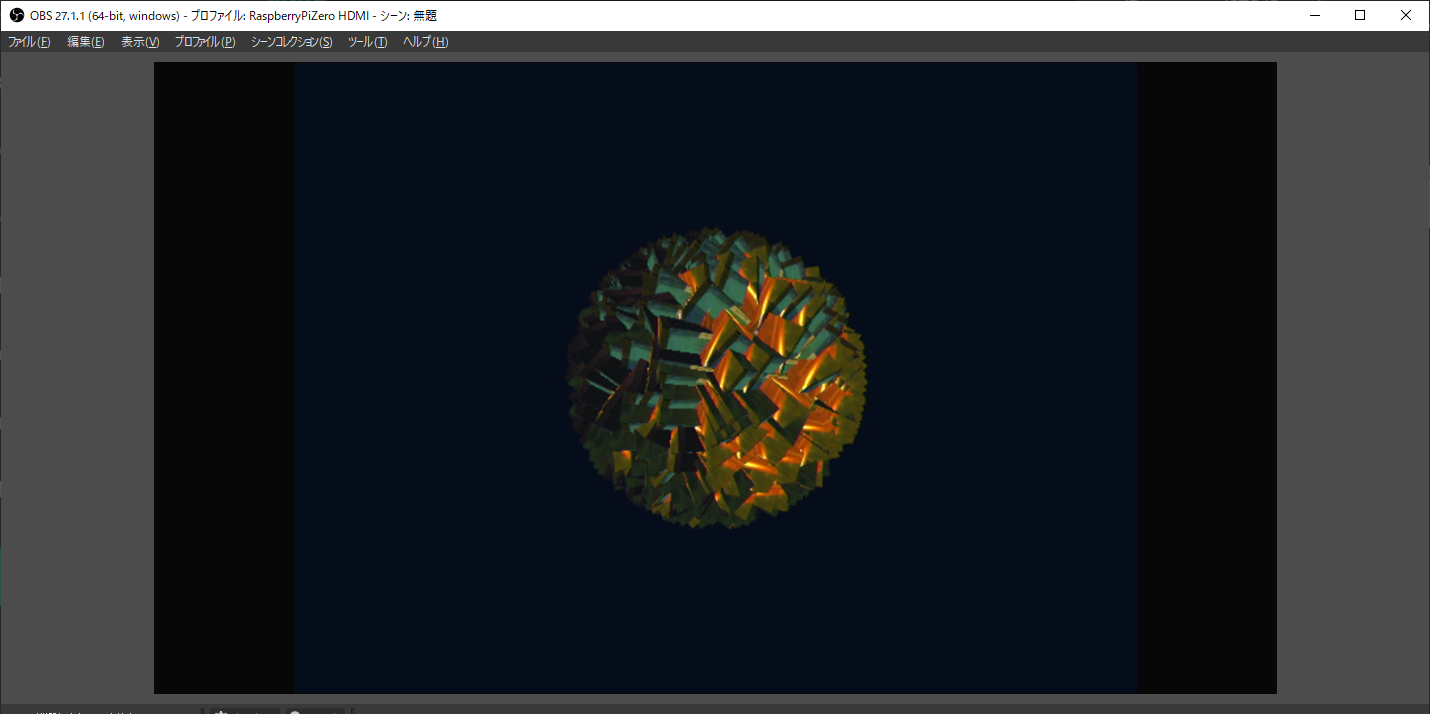 OBS 27.1.1 (64-bit, windows) - プロファイル: RaspberryPiZero HDMI - シーン: 無題
ファイル(F) 編集(E) 表示(V) プロファイル(P) シーンコレクション(S) ツール(T) ヘルプ(H)